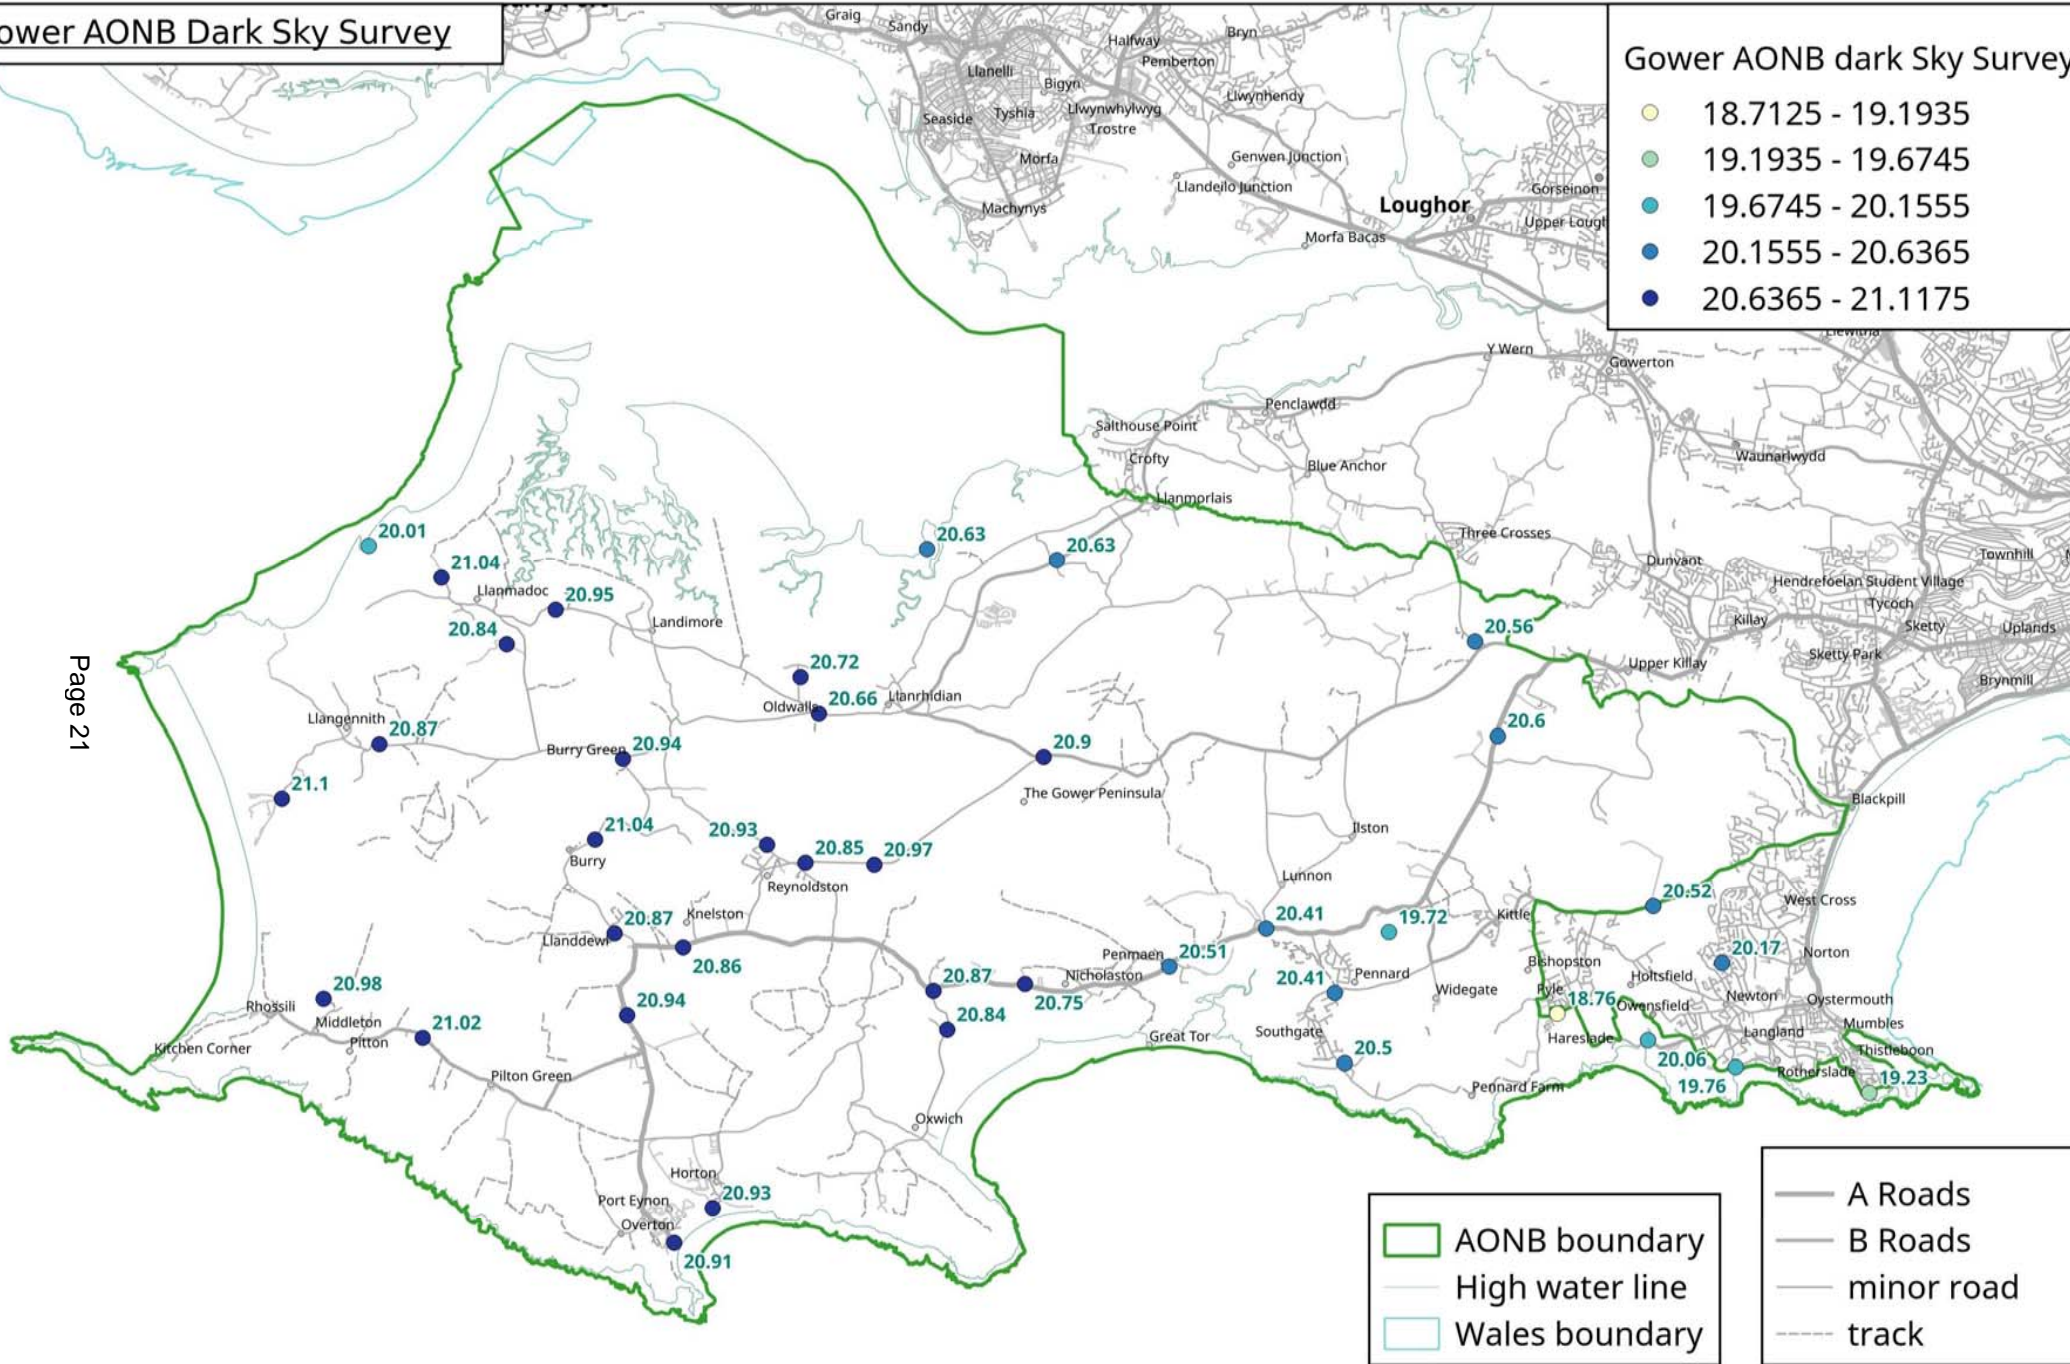 ower AONB Dark Sky Survey
Graig
Sandy
Halfway
Bryn
Pemberton
Llanelli
Bigyn
Llwynhendy
Seaside
Tyshia
Llwynwhylwyg
Trostre
Morfa
Genwen Junction
Llandeilo Junction
Machynys
Loughor
Gorseinon
Upper Lough
Morfa Bacas
Gower AONB dark Sky Survey
18.7125 - 19.1935
19.1935 - 19.6745
19.6745 - 20.1555
20.1555 - 20.6365
20.6365 - 21.1175
Y Wern
Gowerton
Penclawdd
Salthouse Point
Crofty
Blue Anchor
Waunarlwydd
Llanmorlais
Three Crosses
Dunvant
Townhill
Hendrefoelan Student Village
Tycoch
Killay
Sketty
Uplands
Sketty Park
Upper Killay
Brynmill
20.01
21.04
Llanmadoc
20.95
20.84
Landimore
20.63
20.63
20.56
20.72
20.66
Oldwalls
Llanrhidian
20.6
Page 21
Llangennith
20.87
Burry Green
20.94
20.9
21.1
The Gower Peninsula
Blackpill
21.04
Burry
20.93
20.85
20.97
Reynoldston
Ilston
Lunnon
20.52
West Cross
20.87
Knelston
Llanddewi
20.86
20.41
19.72
Kittle
20.51
Penmaen
Nicholaston
20.87
20.75
20.84
20.41
Pennard
Widegate
Bishopston
20.17
Norton
Holtsfield
Pyle
18.76
Owensfield
Newton
Oystermouth
Hareslade
Langland
Mumbles
Thistleboon
20.06
19.76
Rotherslade
19.23
20.98
Rhossili
Middleton
Pitton
21.02
20.94
Kitchen Corner
Pilton Green
Great Tor
Southgate
20.5
Pennard Farm
Oxwich
Horton
20.93
Port Eynon
Overton
20.91
AONB boundary
High water line
Wales boundary
A Roads
B Roads
minor road
track